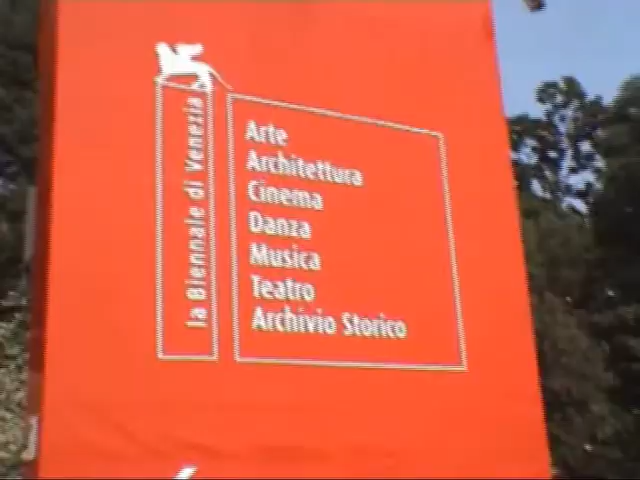 la Biennale di Venezia
Arte
Architettura
Cinema
Danza
Musica
Teatro
Archivio Storico